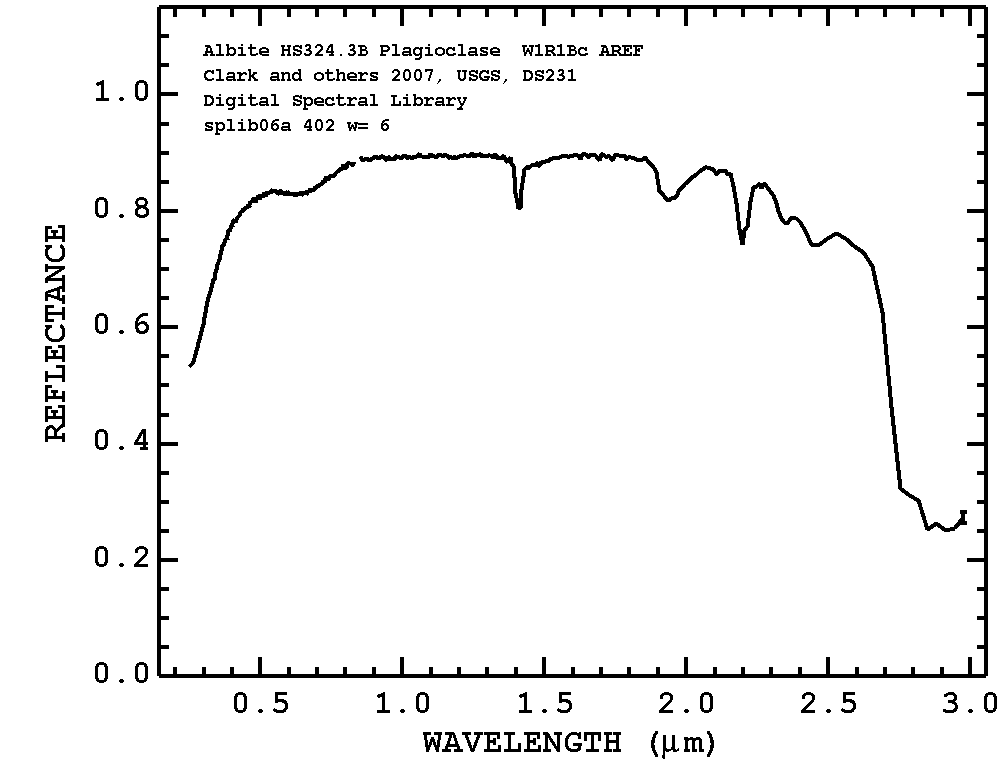 Albite HS324.3B Plagioclase W1R1Bc AREF
Clark and others 2007, USGS, DS231
Digital Spectral Library
splib06a 402 w= 6
1.0
0.8
0.6
0.4
0.2
0.0
REFLECTANCE
0.5 1.0 1.5 2.0 2.5 3.0
WAVELENGTH (μm)